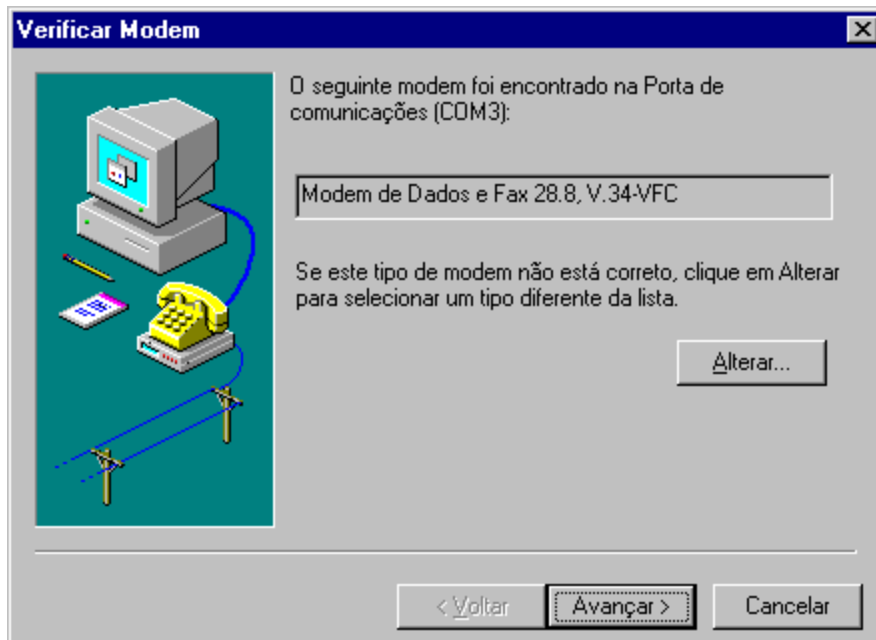 Verificar Modem
O seguinte modem foi encontrado na Porta de
comunicações (COM3):
Modem de Dados e Fax 28.8, V.34-VFC
Se este tipo de modem não está correto, clique em Alterar
para selecionar um tipo diferente da lista.
Alterar...
< Voltar
Avançar >
Cancelar